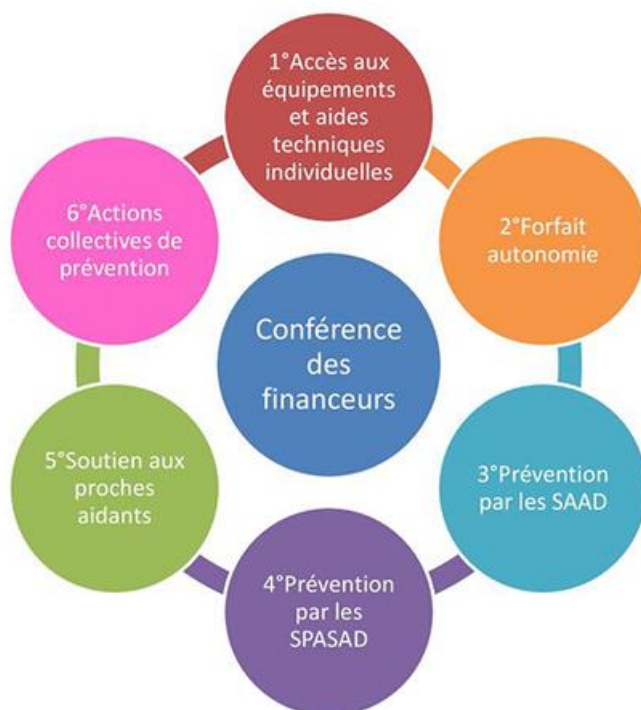 1°Accès aux
équipements
et aides
techniques
individuelles
2°Forfait
autonomie
3°Prévention
par les SAAD
4°Prévention
par les
SPASAD
5°Soutien aux
proches
aidants
6°Actions
collectives de
prévention
Conférence
des
financeurs